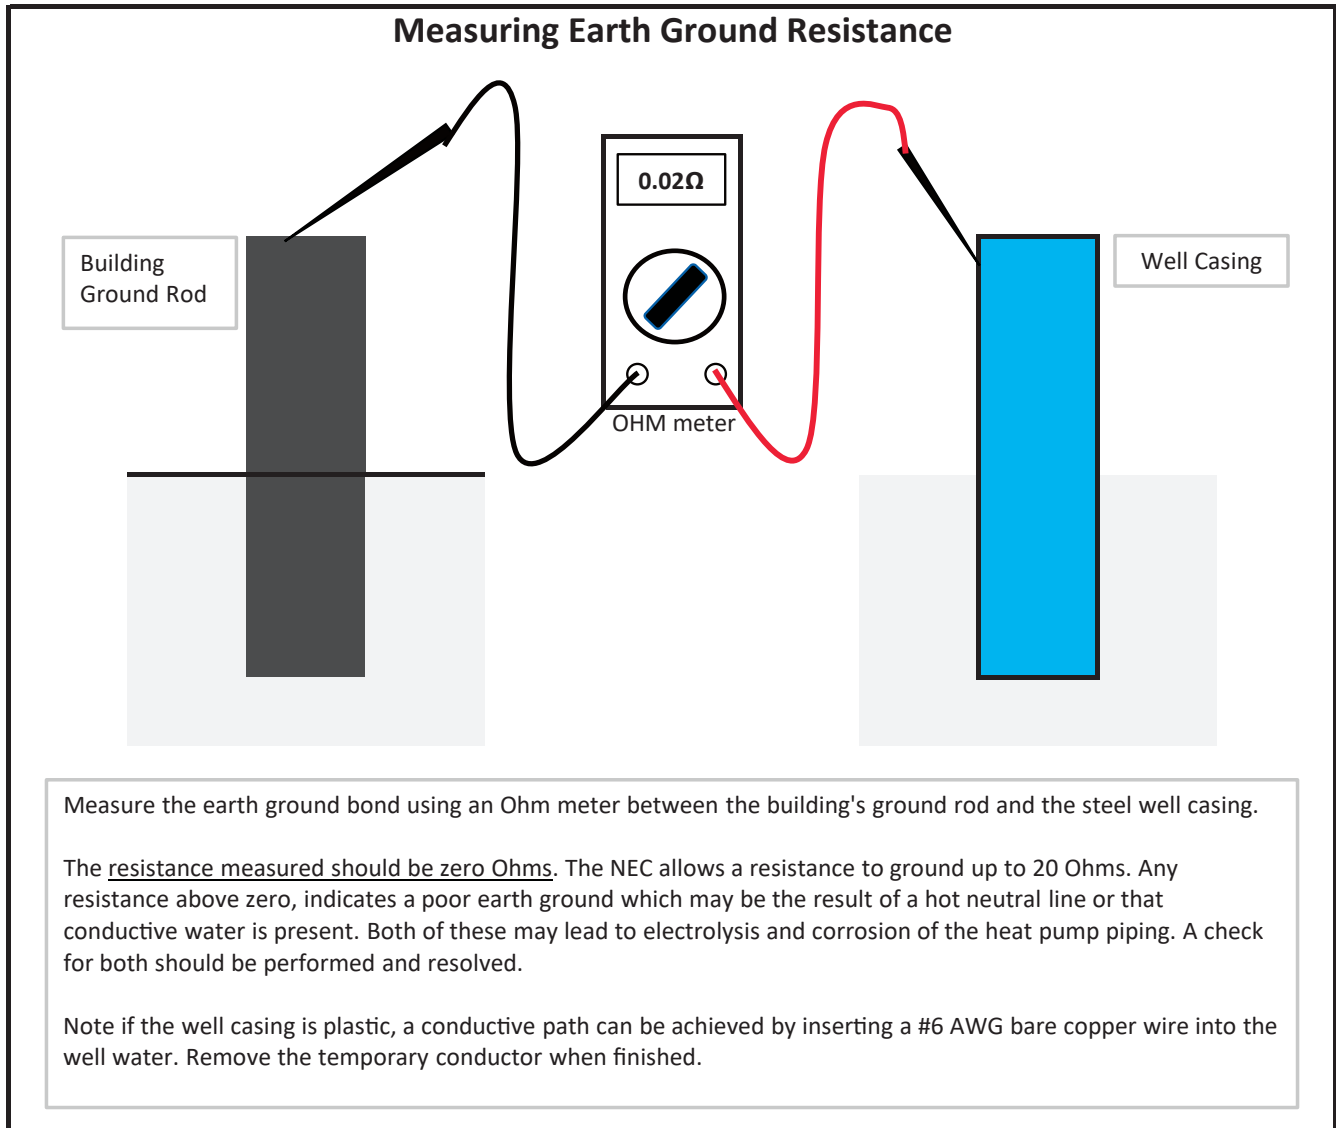 Measuring Earth Ground Resistance
0.02Ω
Building
Ground Rod
Well Casing
OHM meter
Measure the earth ground bond using an Ohm meter between the building's ground rod and the steel well casing.
The resistance measured should be zero Ohms. The NEC allows a resistance to ground up to 20 Ohms. Any
resistance above zero, indicates a poor earth ground which may be the result of a hot neutral line or that
conductive water is present. Both of these may lead to electrolysis and corrosion of the heat pump piping. A check
for both should be performed and resolved.
Note if the well casing is plastic, a conductive path can be achieved by inserting a #6 AWG bare copper wire into the
well water. Remove the temporary conductor when finished.